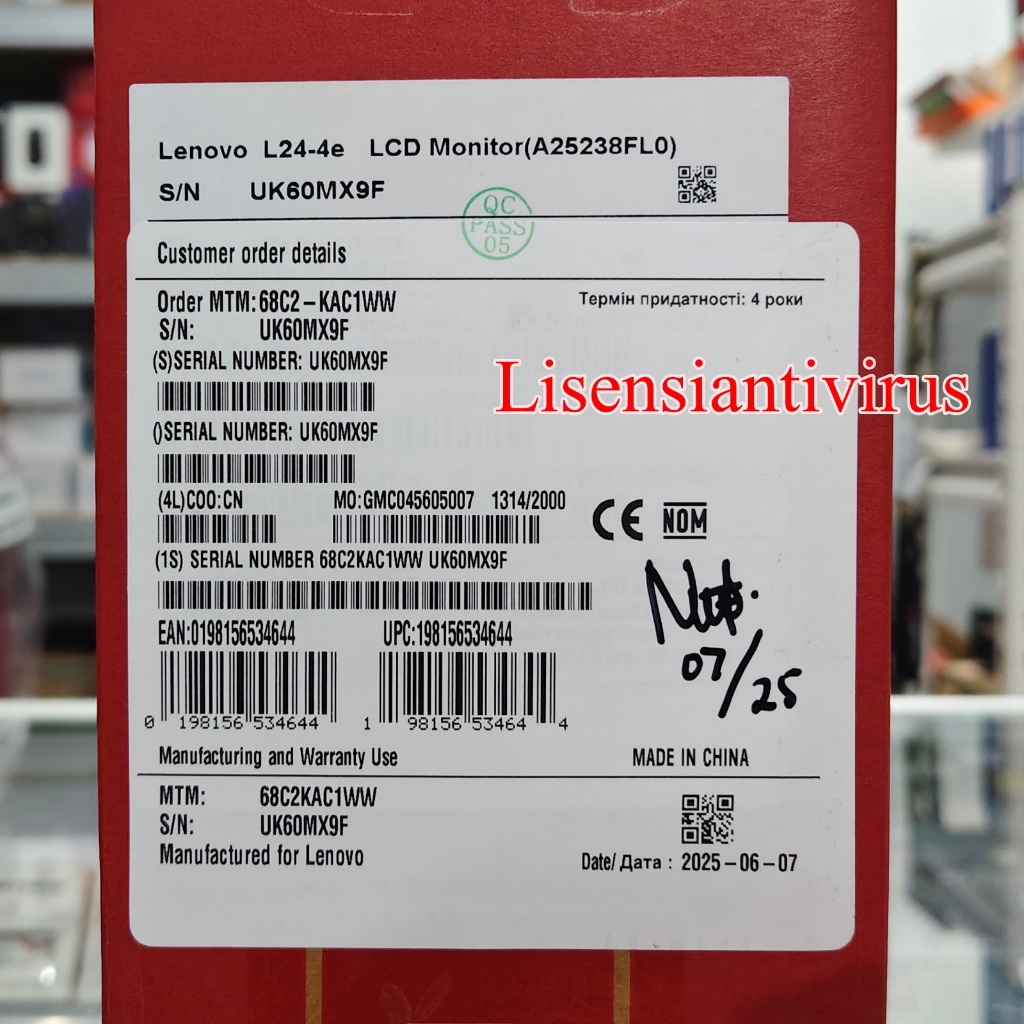 Lenovo L24-4e LCD Monitor(A25238FL0)
S/N UK60MX9F
QC
PASS
05
Customer order details
Order MTM: 68C2-KAC1WW
Термін придатності: 4 роки
S/N: UK60MX9F
(S)SERIAL NUMBER: UK60MX9F
Lisensiantivirus
()SERIAL NUMBER: UK60MX9F
(4L)COO:CN MO:GMC045605007 1314/2000
CE NOM
(1S) SERIAL NUMBER 68C2KAC1WW UK60MX9F
EAN:0198156534644 UPC:198156534644
07/25
0 198156 534644 1 98156 53464 4
Manufacturing and Warranty Use MADE IN CHINA
MTM: 68C2KAC1WW
S/N: UK60MX9F
Manufactured for Lenovo
Date/Дата : 2025-06-07